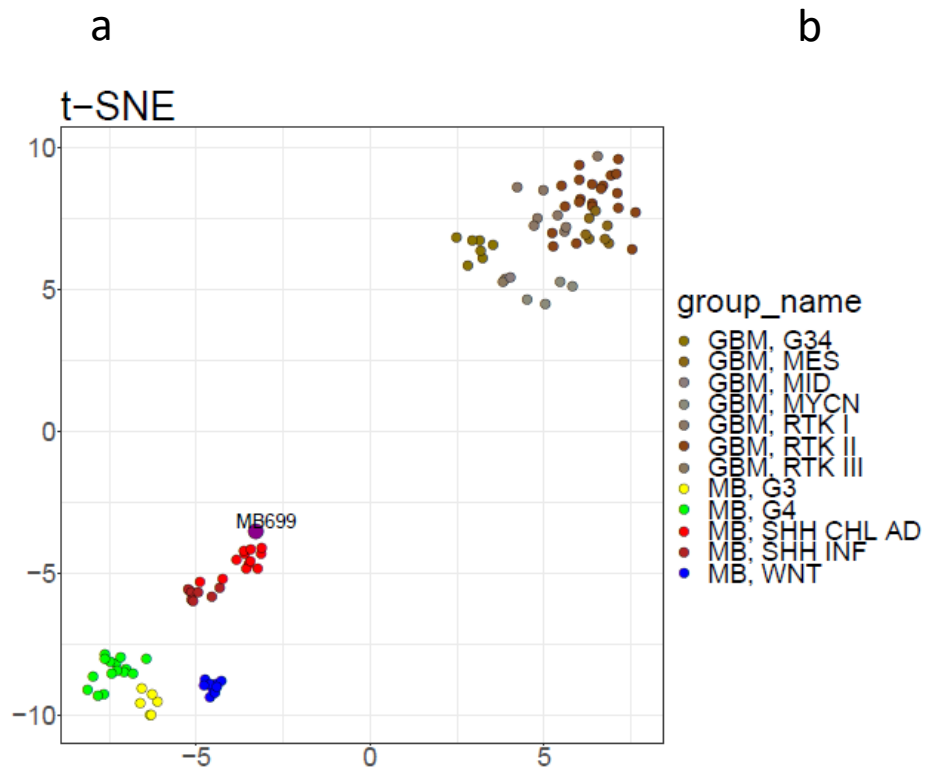 a
b
t−SNE
10
5
0
−5
−10
MB699
−5
0
5
group_name
GBM, G34
GBM, MES
GBM, MID
GBM, MYCN
GBM, RTK I
GBM, RTK II
GBM, RTK III
MB, G3
MB, G4
MB, SHH CHL AD
MB, SHH INF
MB, WNT